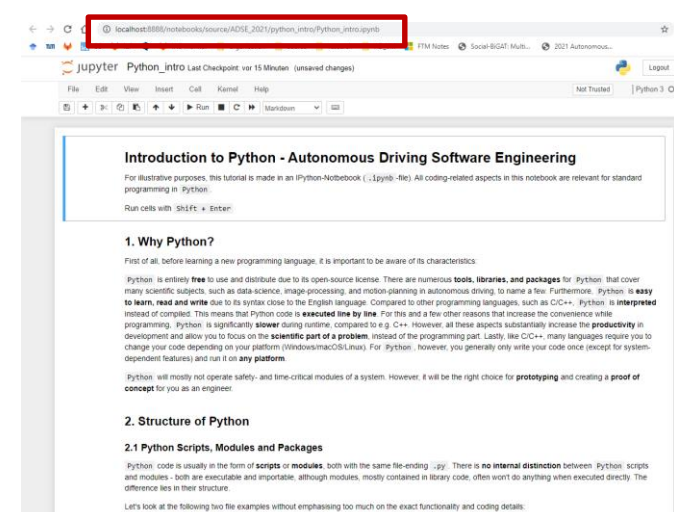 localhost:8888/notebooks/source/ADSE_2021/python_intro/Python_intro.ipynb
FTM Notes Social-BiGAT: Multi... 2021 Autonomous...
jupyter Python_intro Last Checkpoint: vor 15 Minuten (unsaved changes) Logout
File Edit View Insert Cell Kernel Help Not Trusted Python 3
Run Markdown
Introduction to Python - Autonomous Driving Software Engineering
For illustrative purposes, this tutorial is made in an IPython-Notbebook ( .ipynb -file). All coding-related aspects in this notebook are relevant for standard
programming in Python.
Run cells with Shift + Enter
1. Why Python?
First of all, before learning a new programming language, it is important to be aware of its characteristics.
Python is entirely free to use and distribute due to its open-source license. There are numerous tools, libraries, and packages for Python that cover
many scientific subjects, such as data-science, image-processing, and motion-planning in autonomous driving, to name a few. Furthermore, Python is easy
to learn, read and write due to its syntax close to the English language. Compared to other programming languages, such as C/C++, Python is interpreted
instead of compiled. This means that Python code is executed line by line. For this and a few other reasons that increase the convenience while
programming, Python is significantly slower during runtime, compared to e.g. C++. However, all these aspects substantially increase the productivity in
development and allow you to focus on the scientific part of a problem, instead of the programming part. Lastly, like C/C++, many languages require you to
change your code depending on your platform (Windows/macOS/Linux). For Python, however, you generally only write your code once (except for system-
dependent features) and run it on any platform.
Python will mostly not operate safety- and time-critical modules of a system. However, it will be the right choice for prototyping and creating a proof of
concept for you as an engineer.
2. Structure of Python
2.1 Python Scripts, Modules and Packages
Python code is usually in the form of scripts or modules, both with the same file-ending .py. There is no internal distinction between Python scripts
and modules - both are executable and importable, although modules, mostly contained in library code, often won't do anything when executed directly. The
difference lies in their structure.
Let's look at the following two file examples without emphasising too much on the exact functionality and coding details: